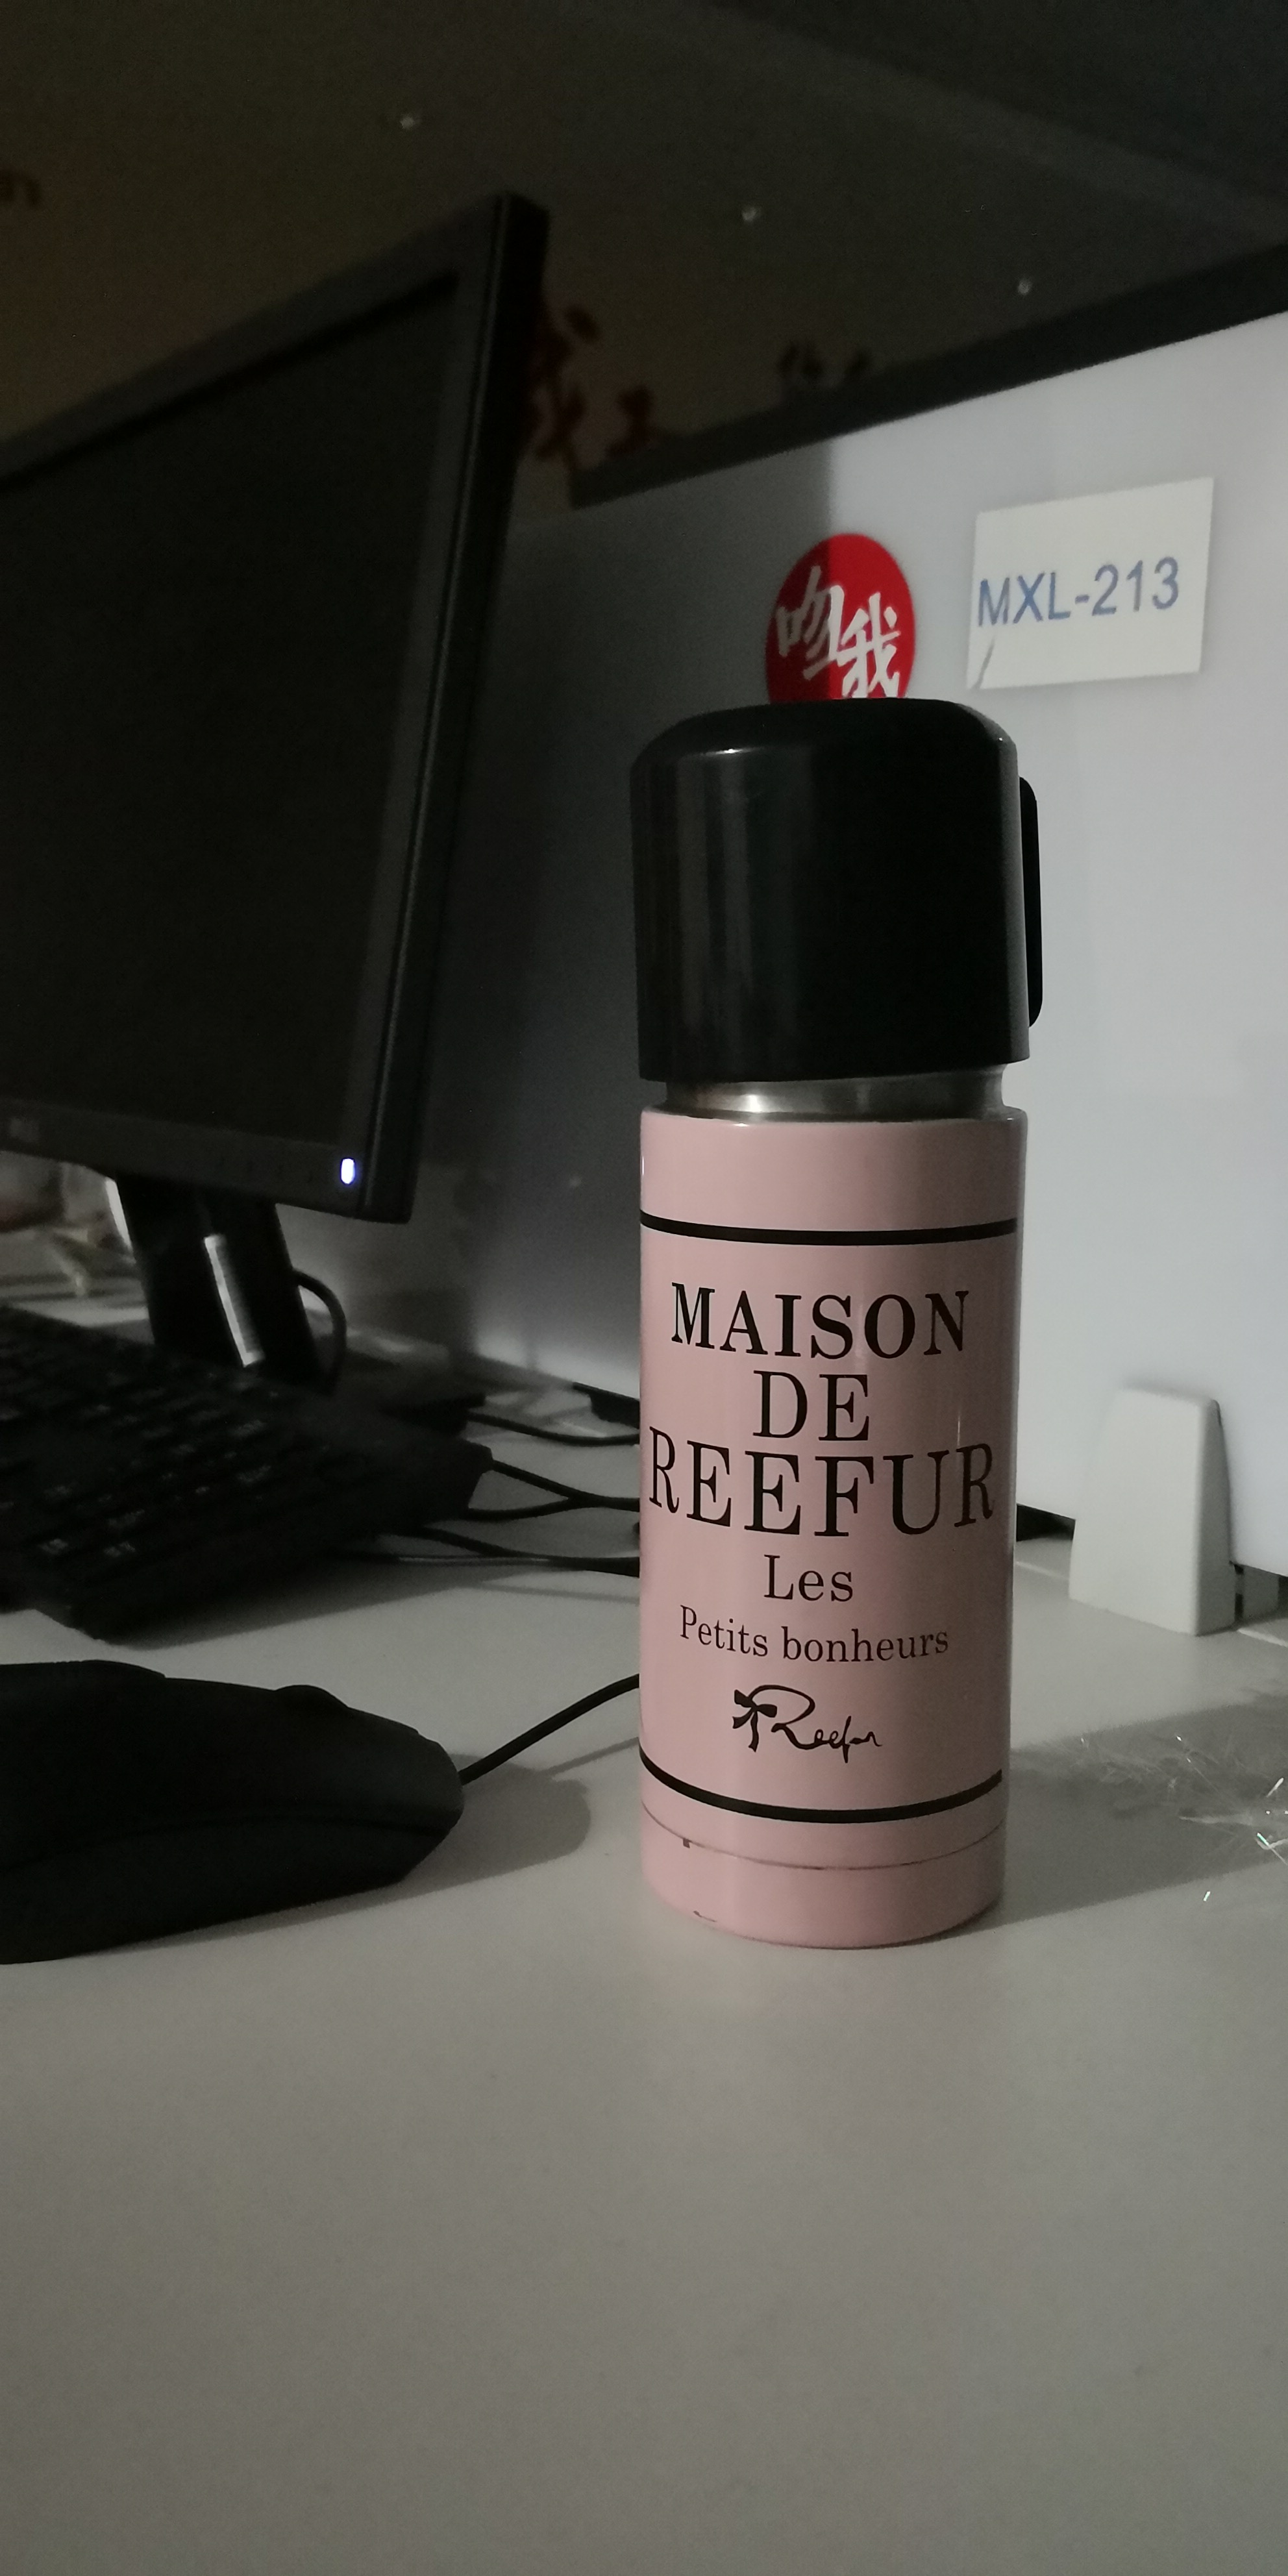 吻我
MXL-213
MAISON
DE
REEFUR
Les
Petits bonheurs
Reefur